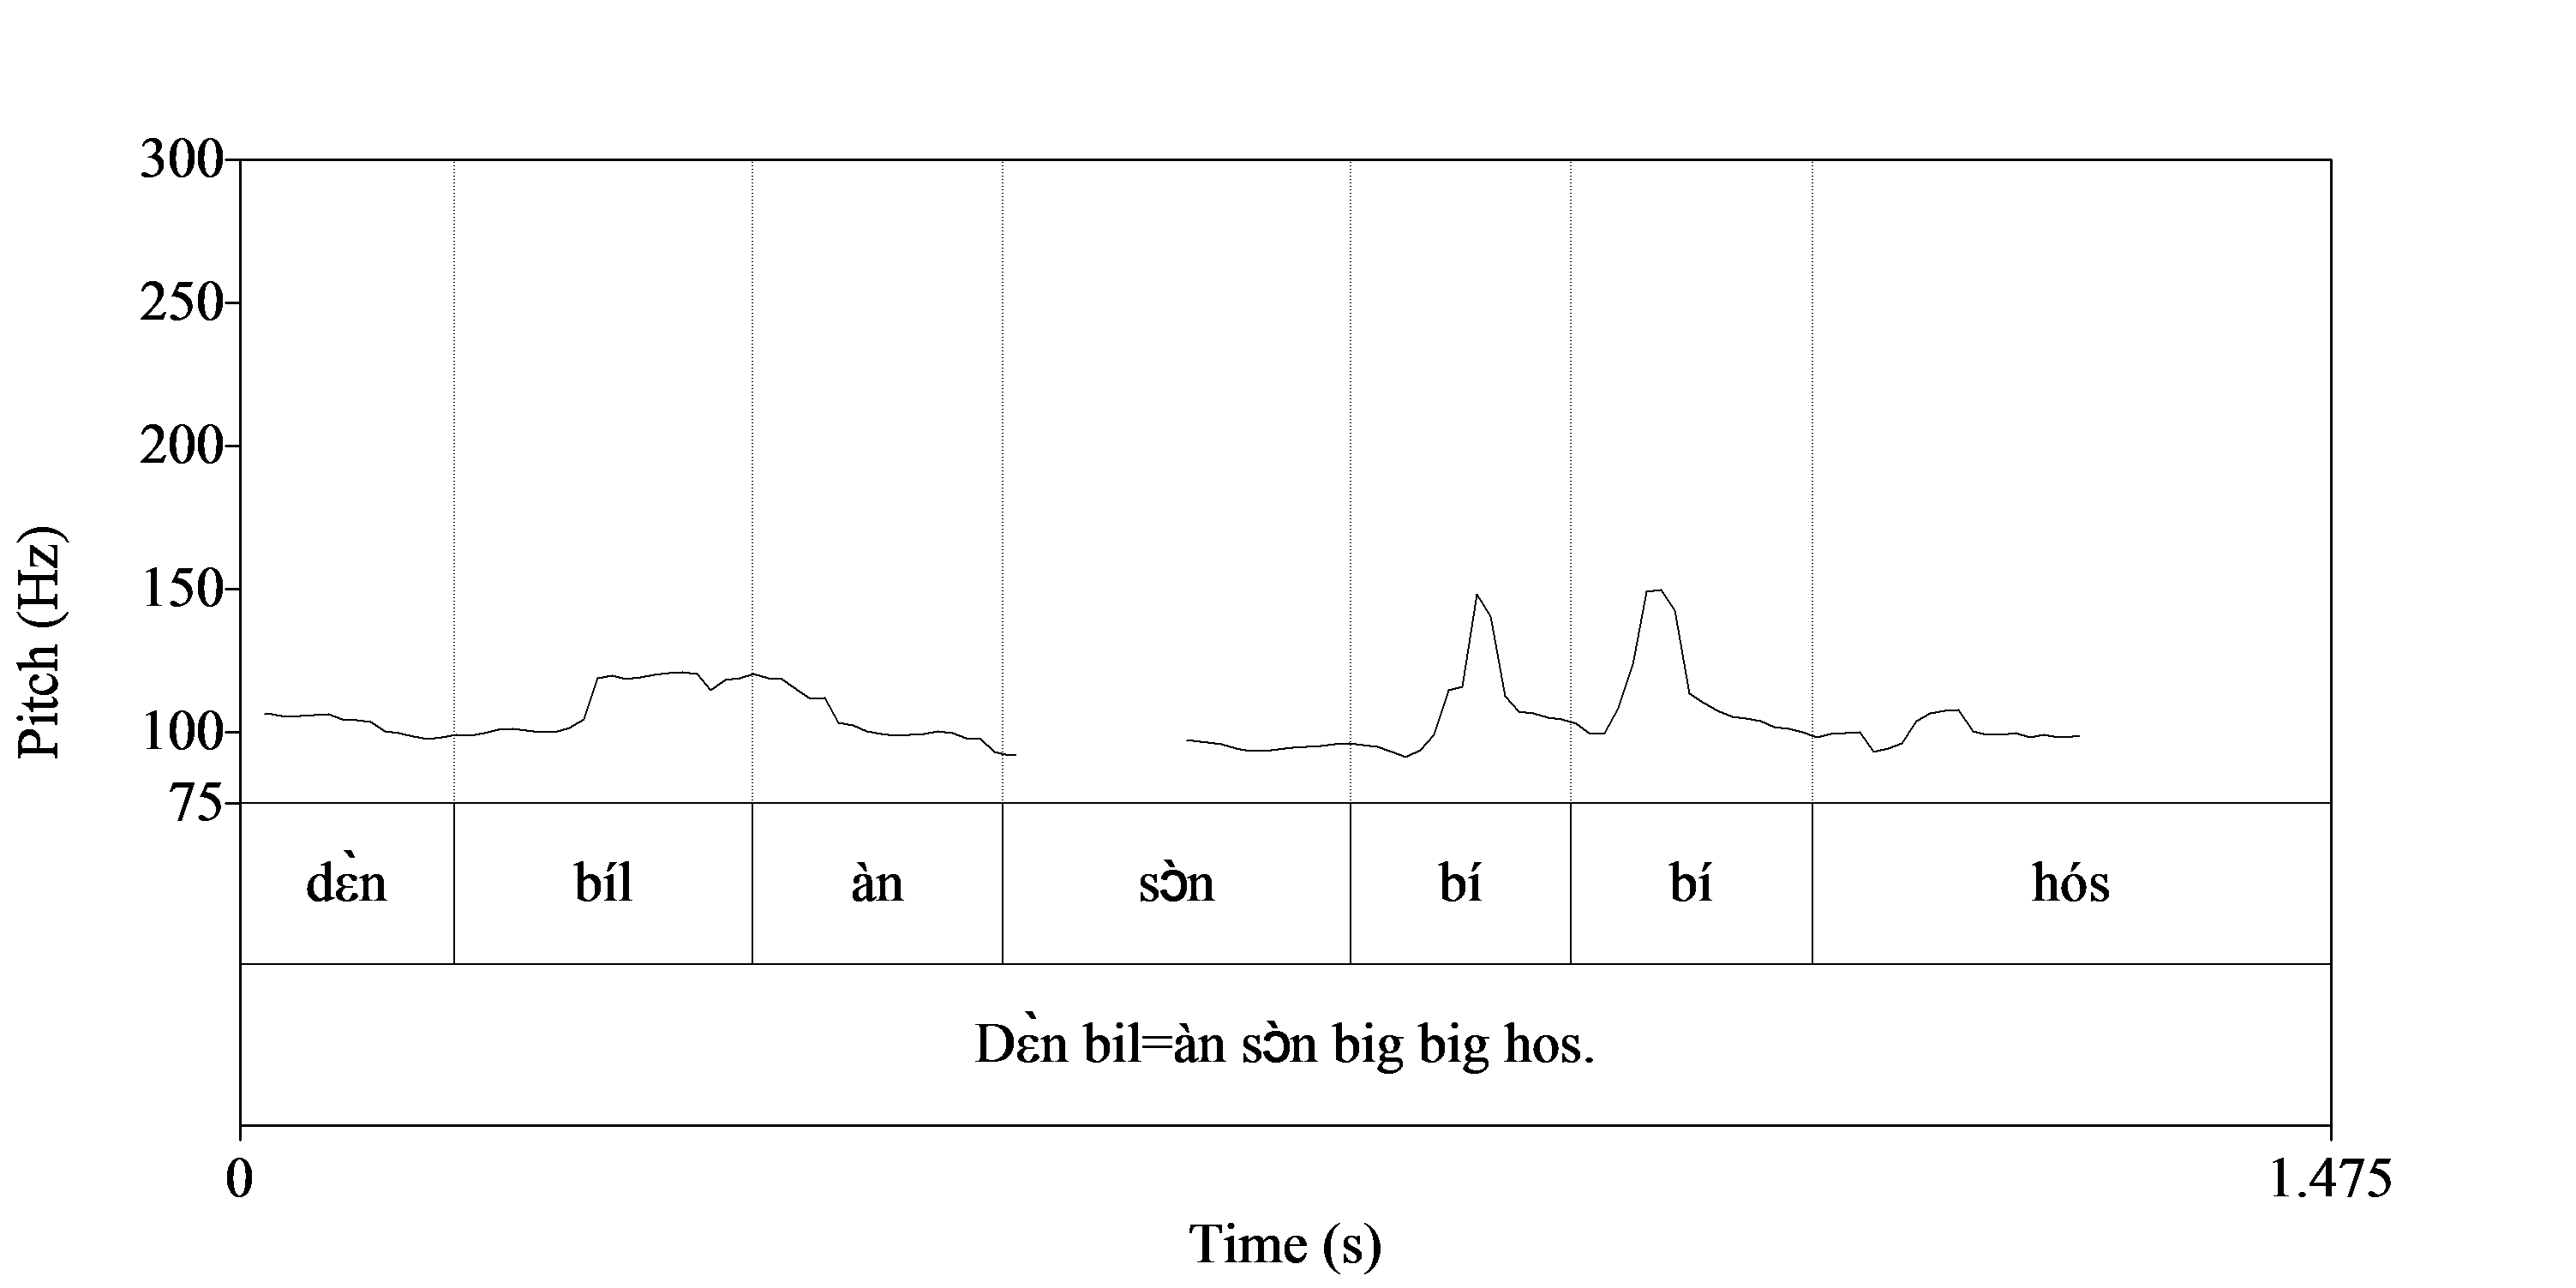 300
250
200
150
100
75
Pitch (Hz)
dɛ̀n bíl àn sɔ̀n bí bí hós
Dɛ̀n bil=àn sɔ̀n big big hos.
0 1.475
Time (s)